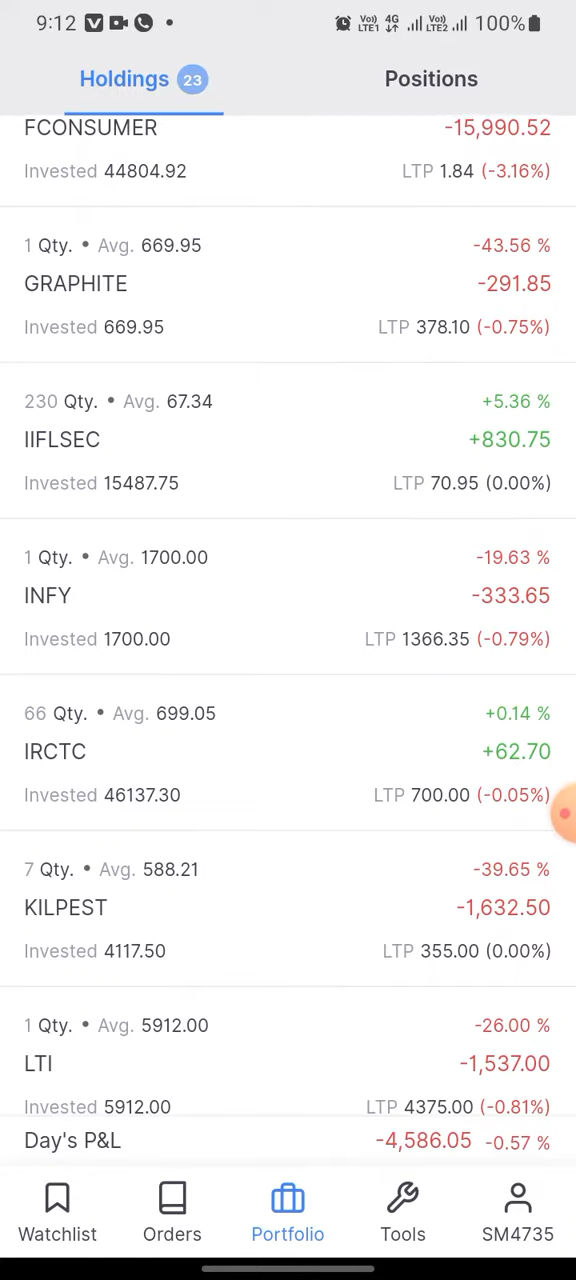 9:12 Vo)) LTE1 4G Vo)) LTE2 100%
Holdings 23 Positions
FCONSUMER -15,990.52
Invested 44804.92 LTP 1.84 (-3.16%)
1 Qty. • Avg. 669.95 -43.56 %
GRAPHITE -291.85
Invested 669.95 LTP 378.10 (-0.75%)
230 Qty. • Avg. 67.34 +5.36 %
IIFLSEC +830.75
Invested 15487.75 LTP 70.95 (0.00%)
1 Qty. • Avg. 1700.00 -19.63 %
INFY -333.65
Invested 1700.00 LTP 1366.35 (-0.79%)
66 Qty. • Avg. 699.05 +0.14 %
IRCTC +62.70
Invested 46137.30 LTP 700.00 (-0.05%)
7 Qty. • Avg. 588.21 -39.65 %
KILPEST -1,632.50
Invested 4117.50 LTP 355.00 (0.00%)
1 Qty. • Avg. 5912.00 -26.00 %
LTI -1,537.00
Invested 5912.00 LTP 4375.00 (-0.81%)
Day's P&L -4,586.05 -0.57 %
Watchlist Orders Portfolio Tools SM4735